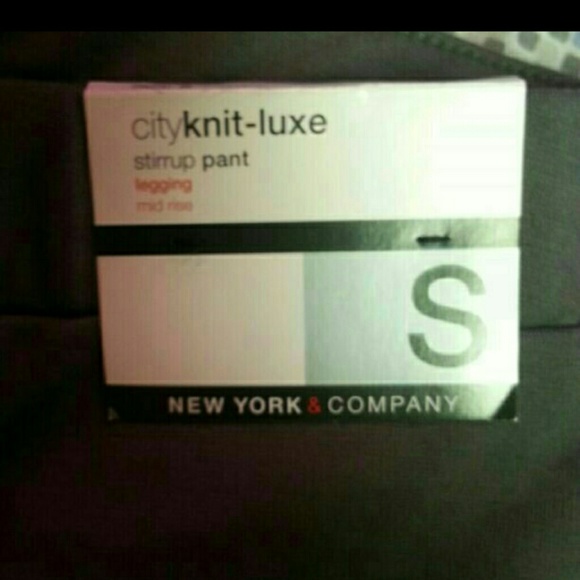 cityknit-luxe
stirrup pant
legging
mid rise
S
NEW YORK & COMPANY